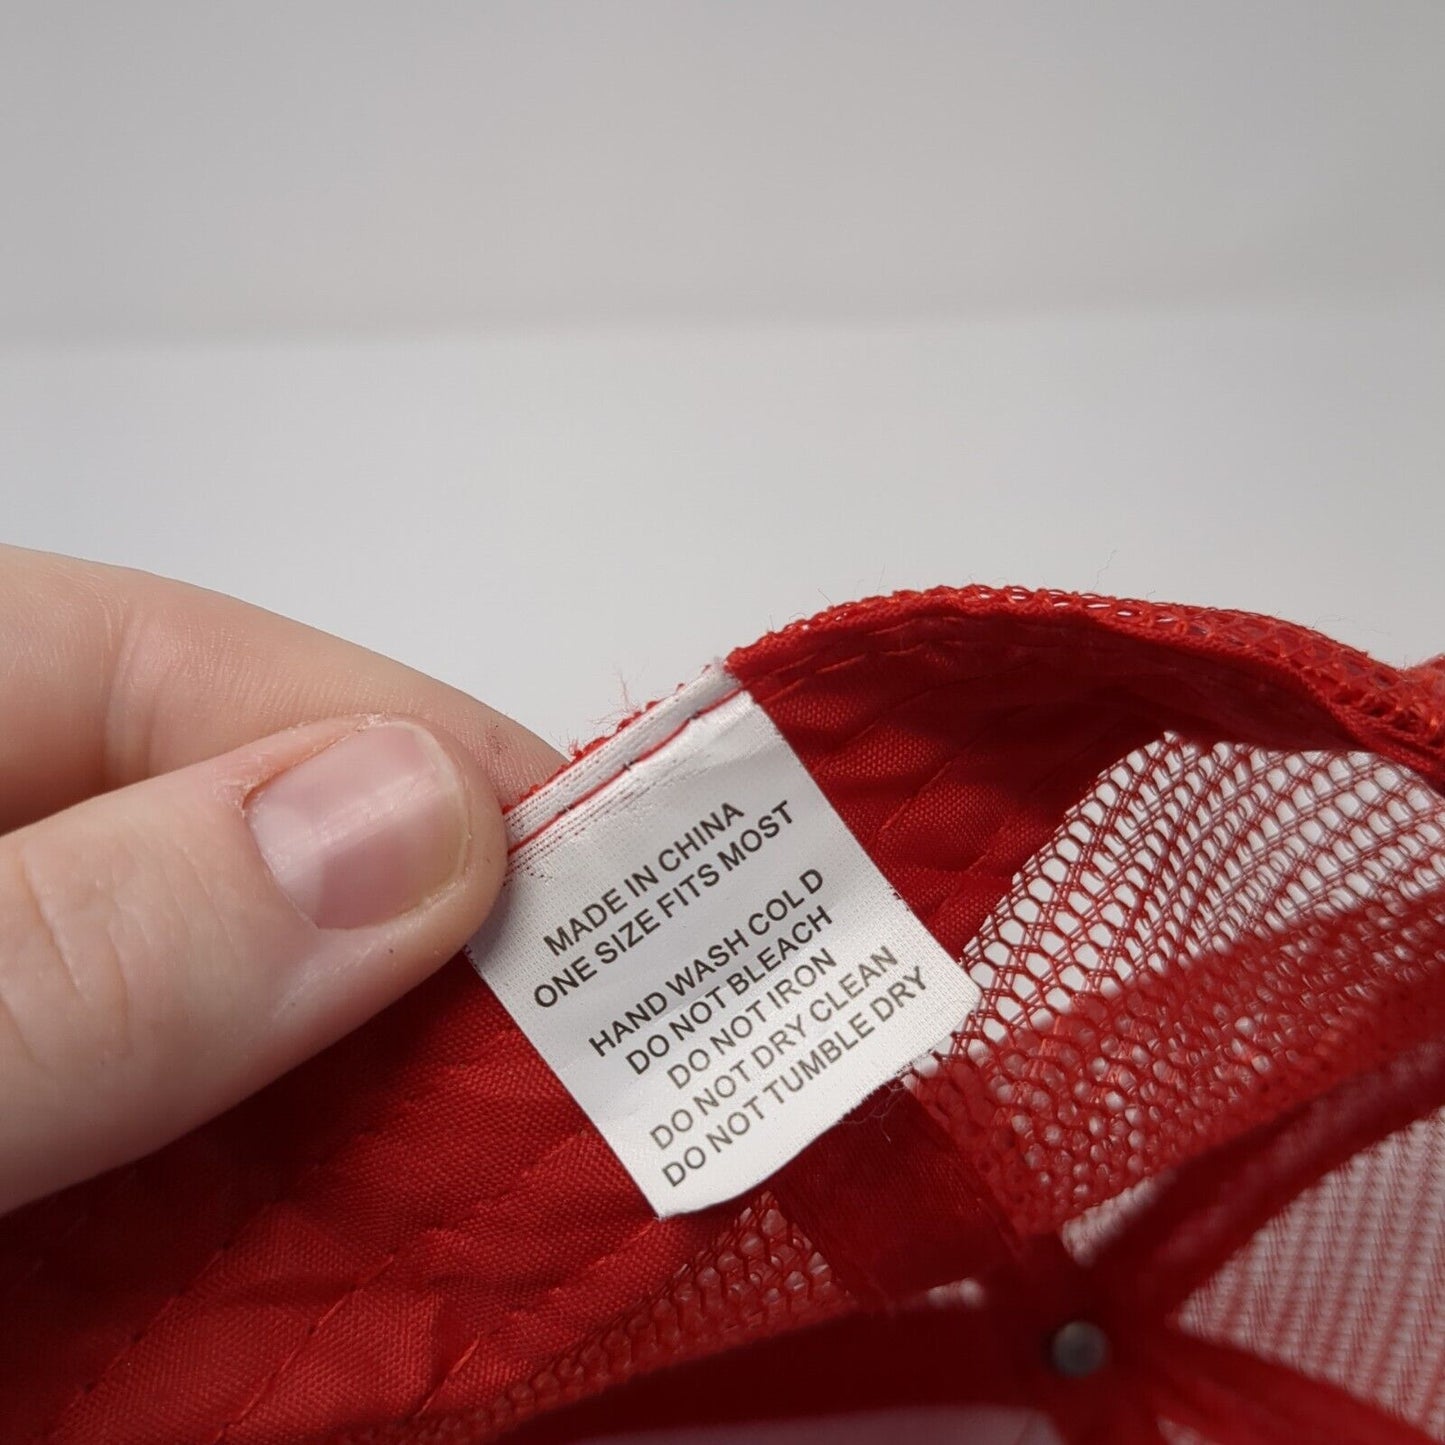 MADE IN CHINA
ONE SIZE FITS MOST
HAND WASH COLD
DO NOT BLEACH
DO NOT IRON
DO NOT DRY CLEAN
DO NOT TUMBLE DRY